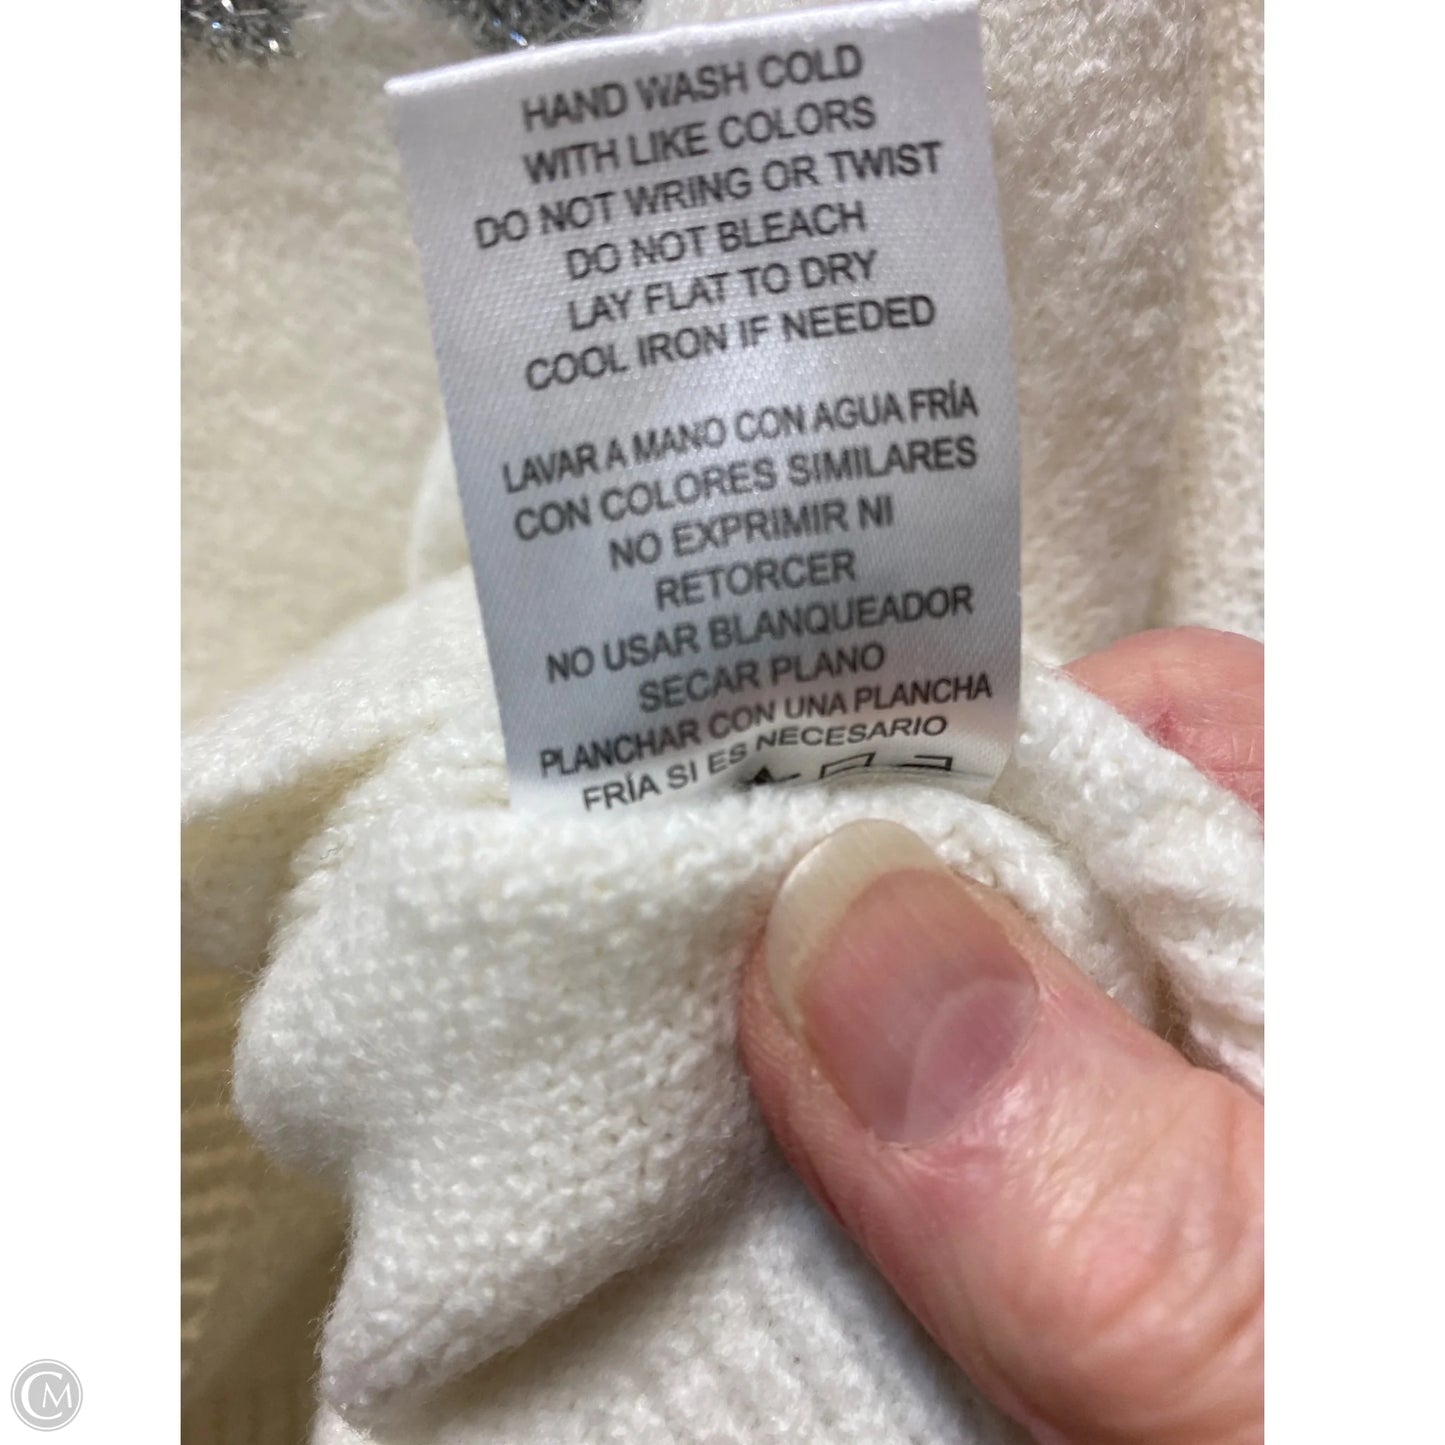 HAND WASH COLD
WITH LIKE COLORS
DO NOT WRING OR TWIST
DO NOT BLEACH
LAY FLAT TO DRY
COOL IRON IF NEEDED
LAVAR A MANO CON AGUA FRÍA
CON COLORES SIMILARES
NO EXPRIMIR NI
RETORCER
NO USAR BLANQUEADOR
SECAR PLANO
PLANCHAR CON UNA PLANCHA
FRÍA SI ES NECESARIO
CM